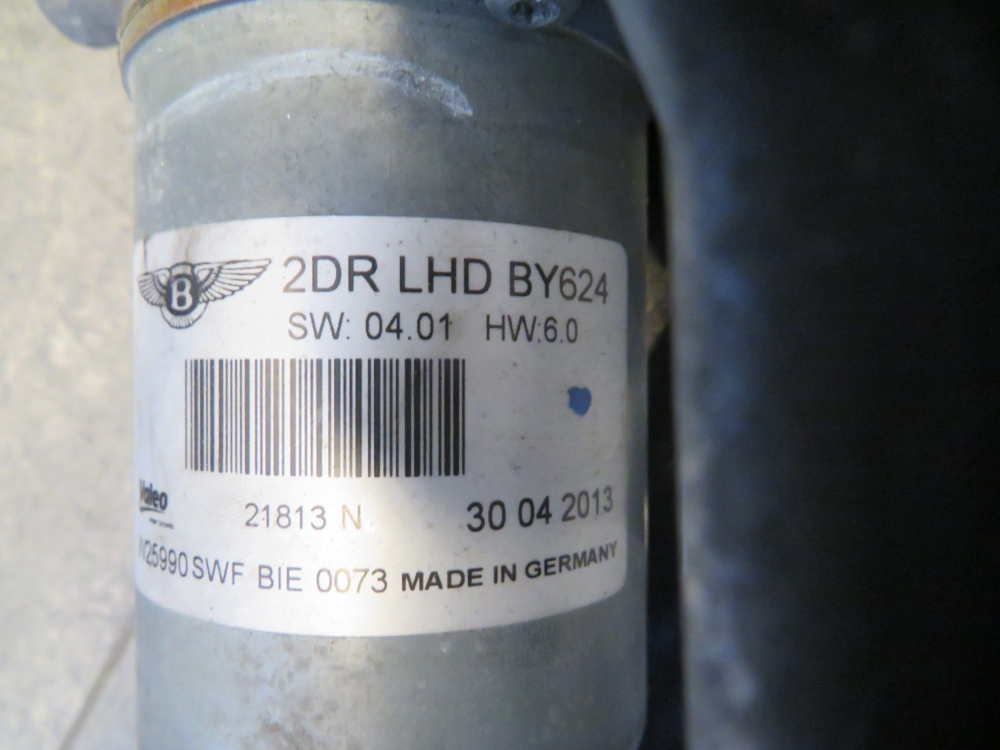 B 2DR LHD BY624
SW: 04.01 HW:6.0
Valeo
21813 N 30 04 2013
25990 SWF BIE 0073 MADE IN GERMANY